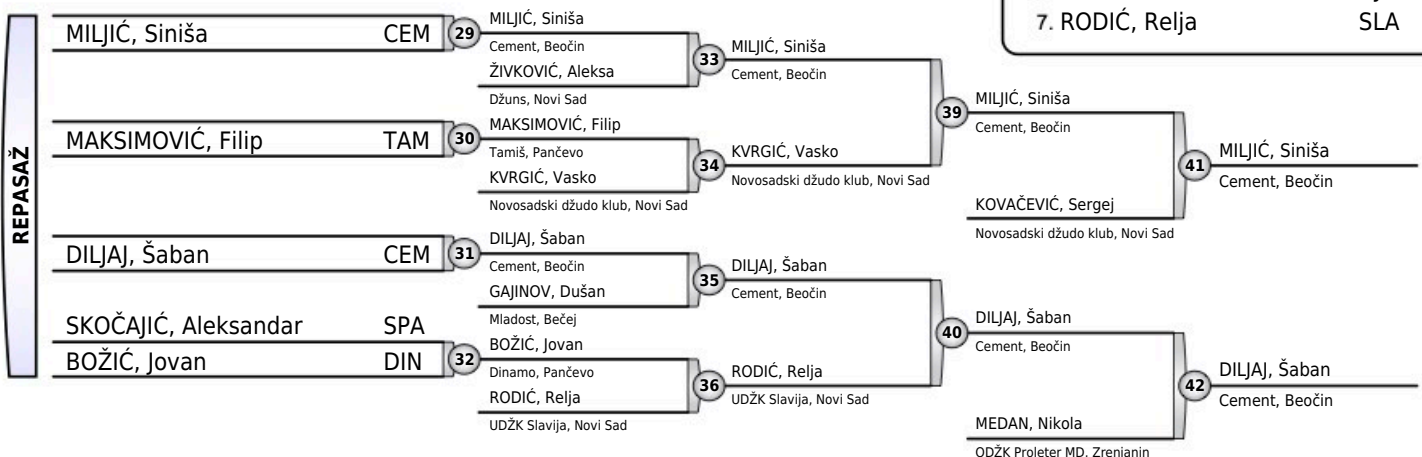 7. RODIĆ, Relja SLA
REPASAŽ
MILJIĆ, Siniša CEM
MAKSIMOVIĆ, Filip TAM
DILJAJ, Šaban CEM
SKOČAJIĆ, Aleksandar SPA
BOŽIĆ, Jovan DIN
29
MILJIĆ, Siniša
Cement, Beočin
ŽIVKOVIĆ, Aleksa
Džuns, Novi Sad
30
MAKSIMOVIĆ, Filip
Tamiš, Pančevo
KVRGIĆ, Vasko
Novosadski džudo klub, Novi Sad
31
DILJAJ, Šaban
Cement, Beočin
GAJINOV, Dušan
Mladost, Bečej
32
BOŽIĆ, Jovan
Dinamo, Pančevo
RODIĆ, Relja
UDŽK Slavija, Novi Sad
33
MILJIĆ, Siniša
Cement, Beočin
34
KVRGIĆ, Vasko
Novosadski džudo klub, Novi Sad
35
DILJAJ, Šaban
Cement, Beočin
36
RODIĆ, Relja
UDŽK Slavija, Novi Sad
39
MILJIĆ, Siniša
Cement, Beočin
KOVAČEVIĆ, Sergej
Novosadski džudo klub, Novi Sad
40
DILJAJ, Šaban
Cement, Beočin
MEDAN, Nikola
ODŽK Proleter MD, Zrenjanin
41
MILJIĆ, Siniša
Cement, Beočin
42
DILJAJ, Šaban
Cement, Beočin